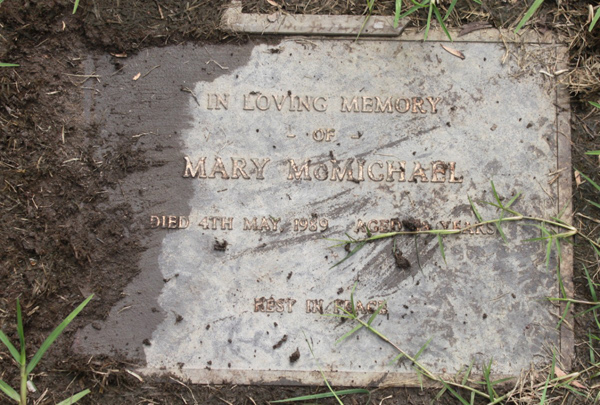 IN LOVING MEMORY
- OF -
MARY McMICHAEL
DIED 4TH MAY 1989 AGED YEARS
REST IN PEACE